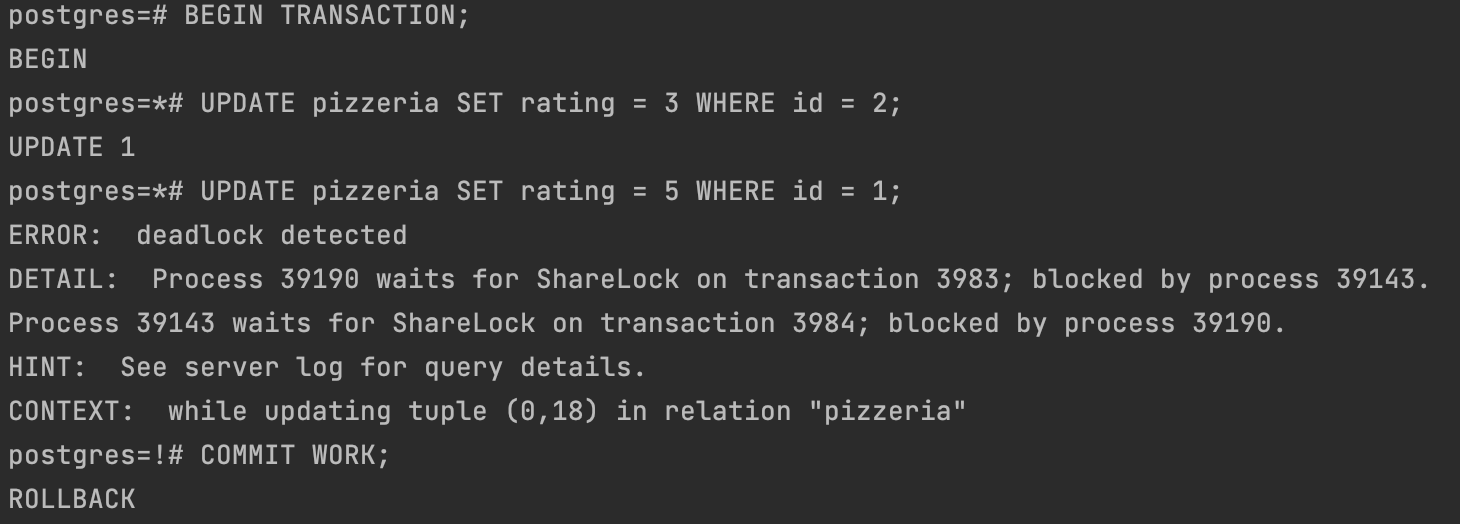 postgres=# BEGIN TRANSACTION;
BEGIN
postgres=*# UPDATE pizzeria SET rating = 3 WHERE id = 2;
UPDATE 1
postgres=*# UPDATE pizzeria SET rating = 5 WHERE id = 1;
ERROR:  deadlock detected
DETAIL:  Process 39190 waits for ShareLock on transaction 3983; blocked by process 39143.
Process 39143 waits for ShareLock on transaction 3984; blocked by process 39190.
HINT:  See server log for query details.
CONTEXT:  while updating tuple (0,18) in relation "pizzeria"
postgres=!# COMMIT WORK;
ROLLBACK